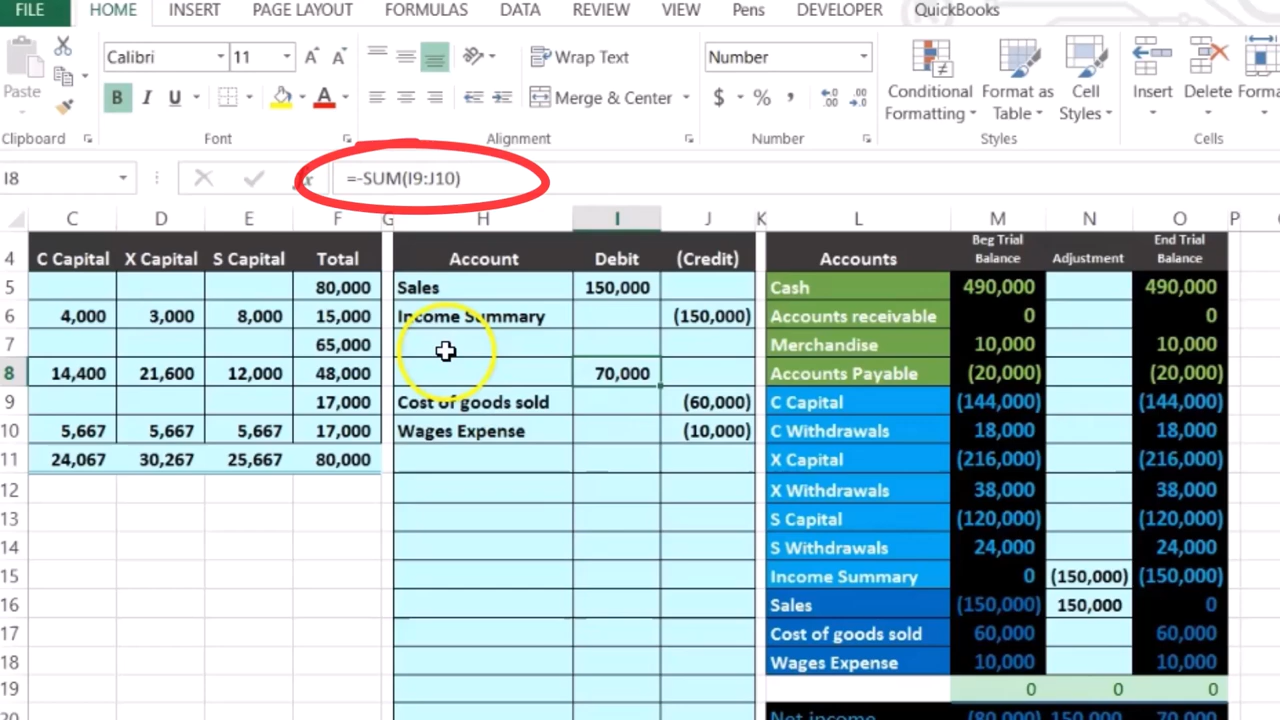 FILE HOME INSERT PAGE LAYOUT FORMULAS DATA REVIEW VIEW Pens DEVELOPER QuickBooks
Calibri 11 A A Wrap Text Number
Paste B I U A Merge & Center $ % , Conditional Formatting Format as Table Cell Styles Insert Delete
Clipboard Font Alignment Number Styles Cells
I8 =-SUM(I9:J10)
C D E F G H I J K L M N O P
4 C Capital X Capital S Capital Total Account Debit (Credit) Accounts Beg Trial Balance Adjustment End Trial Balance
5 80,000 Sales 150,000 Cash 490,000 490,000
6 4,000 3,000 8,000 15,000 Income Summary (150,000) Accounts receivable 0 0
7 65,000 Merchandise 10,000 10,000
8 14,400 21,600 12,000 48,000 70,000 Accounts Payable (20,000) (20,000)
9 17,000 Cost of goods sold (60,000) C Capital (144,000) (144,000)
10 5,667 5,667 5,667 17,000 Wages Expense (10,000) C Withdrawals 18,000 18,000
11 24,067 30,267 25,667 80,000 X Capital (216,000) (216,000)
12 X Withdrawals 38,000 38,000
13 S Capital (120,000) (120,000)
14 S Withdrawals 24,000 24,000
15 Income Summary 0 (150,000) (150,000)
16 Sales (150,000) 150,000 0
17 Cost of goods sold 60,000 60,000
18 Wages Expense 10,000 10,000
19 0 0 0
20 Net income (80,000) 150,000 70,000